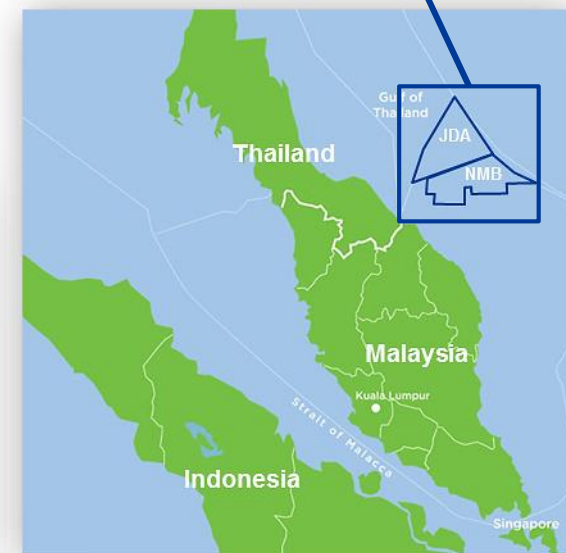 Gulf of
Thailand
JDA
NMB
Thailand
Malaysia
Kuala Lumpur
Strait of Malacca
Indonesia
Singapore